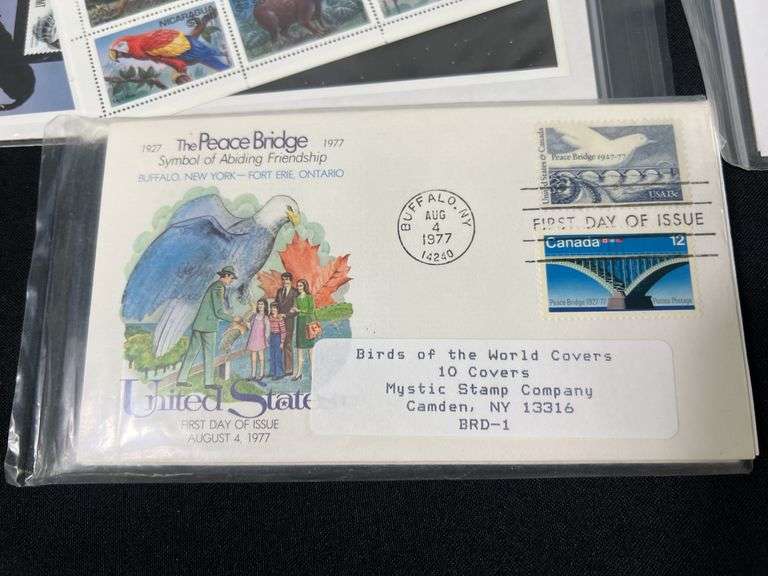 NICARAGUA
1927 The Peace Bridge 1977
Symbol of Abiding Friendship
BUFFALO, NEW YORK — FORT ERIE, ONTARIO
BUFFALO, NY
AUG
4
1977
14240
United States & Canada
Peace Bridge 1927-77
USA 13c
FIRST DAY OF ISSUE
Canada 12
Peace Bridge 1927-77 Postes Postage
Birds of the World Covers
10 Covers
Mystic Stamp Company
Camden, NY 13316
BRD-1
United State
FIRST DAY OF ISSUE
AUGUST 4, 1977